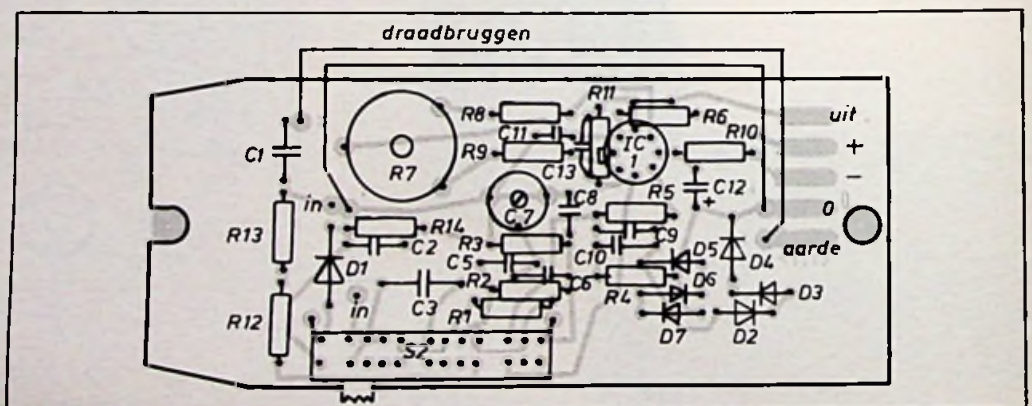 draadbruggen
R8
R11
R6
uit
C11
R10
+
C1
R7
R9
C13
IC
1
−
C12
in
C8
R5
+
0
R14
C7
R13
C2
R3
C9
D5
D4
aarde
D1
C5
C10
D6
R2
C6
R4
D3
in
C3
R12
R1
D7
D2
S2